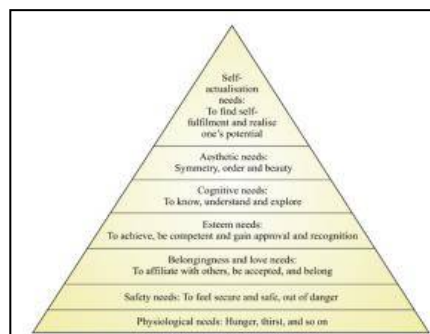 Self-
actualisation
needs:
To find self-
fulfilment and realise
one's potential
Aesthetic needs:
Symmetry, order and beauty
Cognitive needs:
To know, understand and explore
Esteem needs:
To achieve, be competent and gain approval and recognition
Belongingness and love needs:
To affiliate with others, be accepted, and belong
Safety needs: To feel secure and safe, out of danger
Physiological needs: Hunger, thirst, and so on